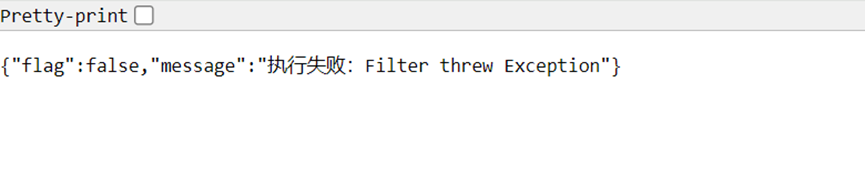 Pretty-print
{"flag":false,"message":"执行失败：Filter threw Exception"}